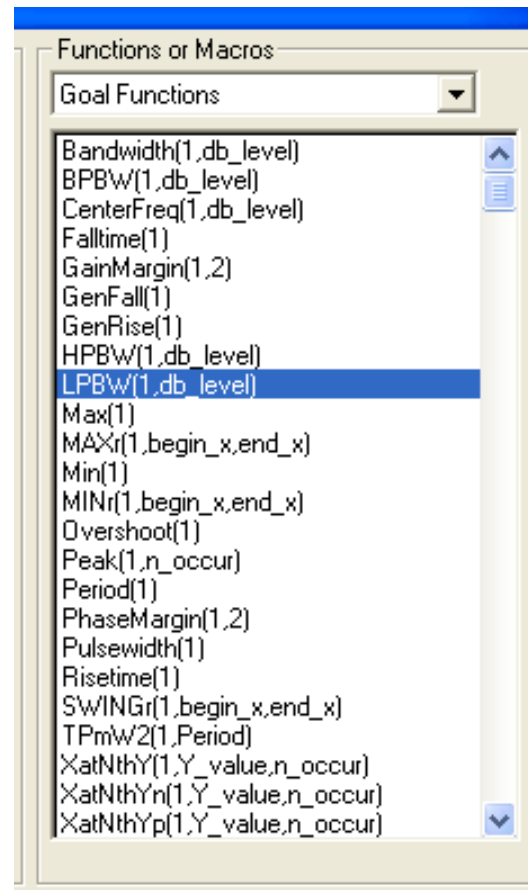 Functions or Macros
Goal Functions
Bandwidth(1,db_level)
BPBW(1,db_level)
CenterFreq(1,db_level)
Falltime(1)
GainMargin(1,2)
GenFall(1)
GenRise(1)
HPBW(1,db_level)
LPBW(1,db_level)
Max(1)
MAXr(1,begin_x,end_x)
Min(1)
MINr(1,begin_x,end_x)
Overshoot(1)
Peak(1,n_occur)
Period(1)
PhaseMargin(1,2)
Pulsewidth(1)
Risetime(1)
SWINGr(1,begin_x,end_x)
TPmW2(1,Period)
XatNthY(1,Y_value,n_occur)
XatNthYn(1,Y_value,n_occur)
XatNthYp(1,Y_value,n_occur)